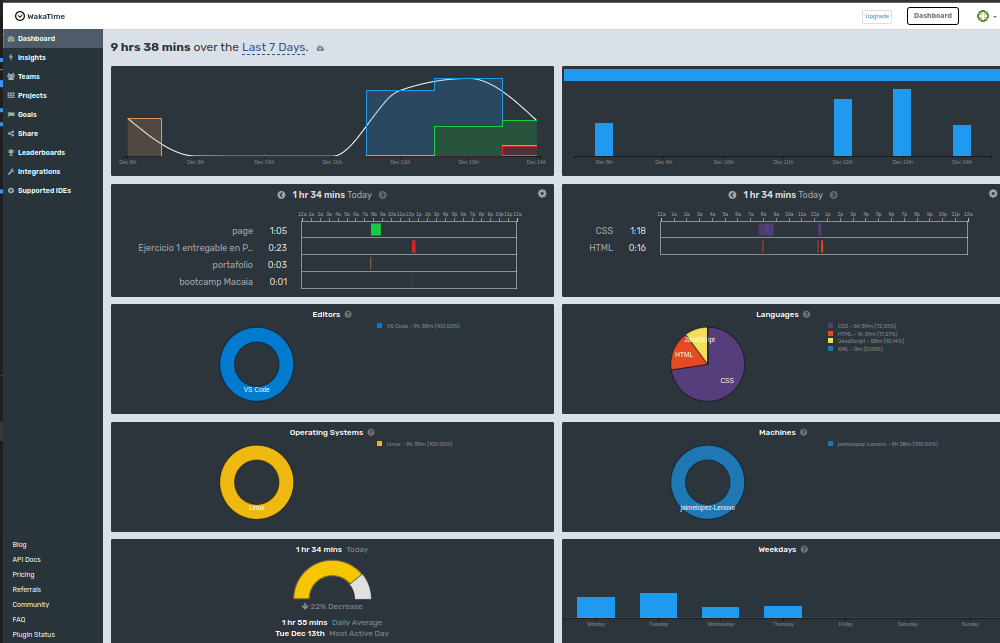 WakaTime
Upgrade
Dashboard
Dashboard
Insights
Teams
Projects
Goals
Share
Leaderboards
Integrations
Supported IDEs
Blog
API Docs
Pricing
Referrals
Community
FAQ
Plugin Status
9 hrs 38 mins over the Last 7 Days.
Dec 8th Dec 9th Dec 10th Dec 11th Dec 12th Dec 13th Dec 14th
Dec 8th Dec 9th Dec 10th Dec 11th Dec 12th Dec 13th Dec 14th
1 hr 34 mins Today
12a 1a 2a 3a 4a 5a 6a 7a 8a 9a 10a 11a 12p 1p 2p 3p 4p 5p 6p 7p 8p 9p 10p 11p 12a
page 1:05
Ejercicio 1 entregable en P... 0:23
portafolio 0:03
bootcamp Macaia 0:01
1 hr 34 mins Today
12a 1a 2a 3a 4a 5a 6a 7a 8a 9a 10a 11a 12p 1p 2p 3p 4p 5p 6p 7p 8p 9p 10p 11p 12a
CSS 1:18
HTML 0:16
Editors
VS Code - 9h 38m (100.00%)
VS Code
Languages
CSS - 6h 59m (72.55%)
HTML - 1h 39m (17.27%)
JavaScript - 58m (10.14%)
XML - 0m (0.05%)
JavaScript
HTML
CSS
Operating Systems
Linux - 9h 38m (100.00%)
Linux
Machines
jaimelopez-Lenovo - 9h 38m (100.00%)
jaimelopez-Lenovo
1 hr 34 mins Today
22% Decrease
1 hr 55 mins Daily Average
Tue Dec 13th Most Active Day
Weekdays
Monday Tuesday Wednesday Thursday Friday Saturday Sunday